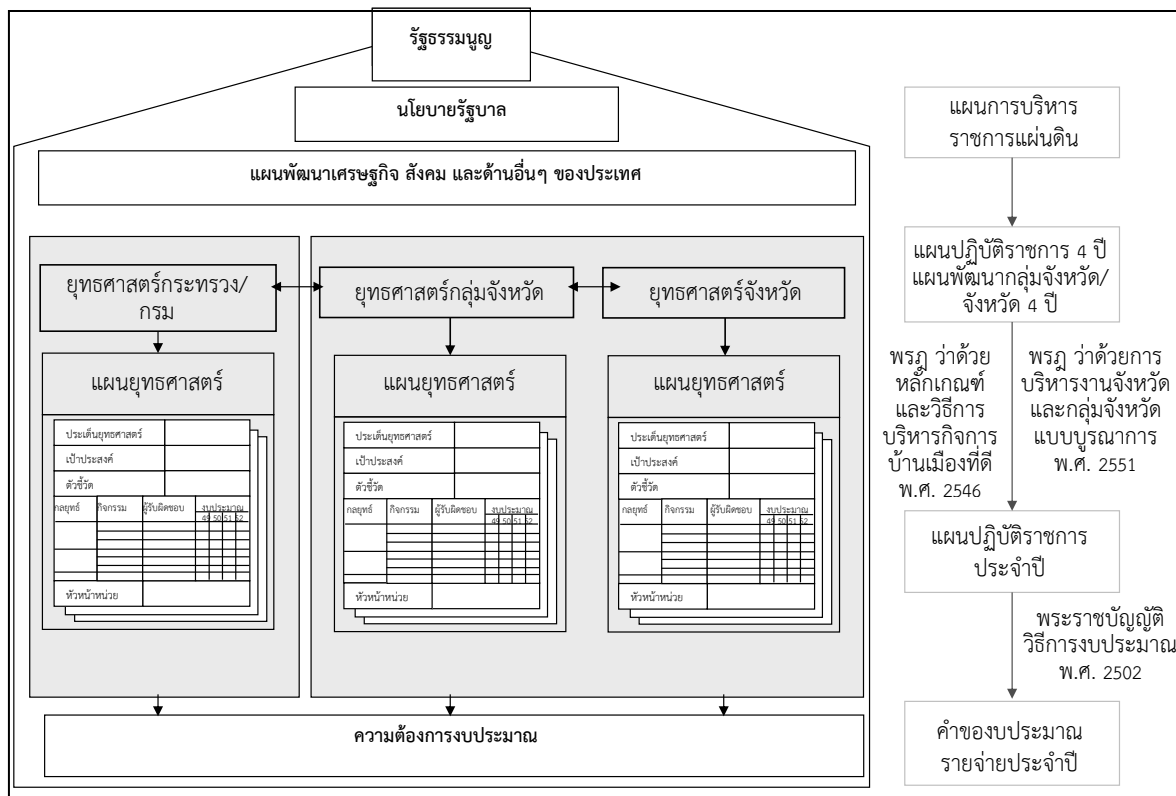 รัฐธรรมนูญ
นโยบายรัฐบาล
แผนพัฒนาเศรษฐกิจ สังคม และด้านอื่นๆ ของประเทศ
ยุทธศาสตร์กระทรวง/
กรม
แผนยุทธศาสตร์
ประเด็นยุทธศาสตร์
เป้าประสงค์
ตัวชี้วัด
กลยุทธ์ กิจกรรม ผู้รับผิดชอบ งบประมาณ
49 50 51 52
หัวหน้าหน่วย
ยุทธศาสตร์กลุ่มจังหวัด
แผนยุทธศาสตร์
ประเด็นยุทธศาสตร์
เป้าประสงค์
ตัวชี้วัด
กลยุทธ์ กิจกรรม ผู้รับผิดชอบ งบประมาณ
49 50 51 52
หัวหน้าหน่วย
ยุทธศาสตร์จังหวัด
แผนยุทธศาสตร์
ประเด็นยุทธศาสตร์
เป้าประสงค์
ตัวชี้วัด
กลยุทธ์ กิจกรรม ผู้รับผิดชอบ งบประมาณ
49 50 51 52
หัวหน้าหน่วย
ความต้องการงบประมาณ
แผนการบริหาร
ราชการแผ่นดิน
แผนปฏิบัติราชการ 4 ปี
แผนพัฒนากลุ่มจังหวัด/
จังหวัด 4 ปี
พรฎ ว่าด้วย
หลักเกณฑ์
และวิธีการ
บริหารกิจการ
บ้านเมืองที่ดี
พ.ศ. 2546
พรฎ ว่าด้วยการ
บริหารงานจังหวัด
และกลุ่มจังหวัด
แบบบูรณาการ
พ.ศ. 2551
แผนปฏิบัติราชการ
ประจำปี
พระราชบัญญัติ
วิธีการงบประมาณ
พ.ศ. 2502
คำของบประมาณ
รายจ่ายประจำปี